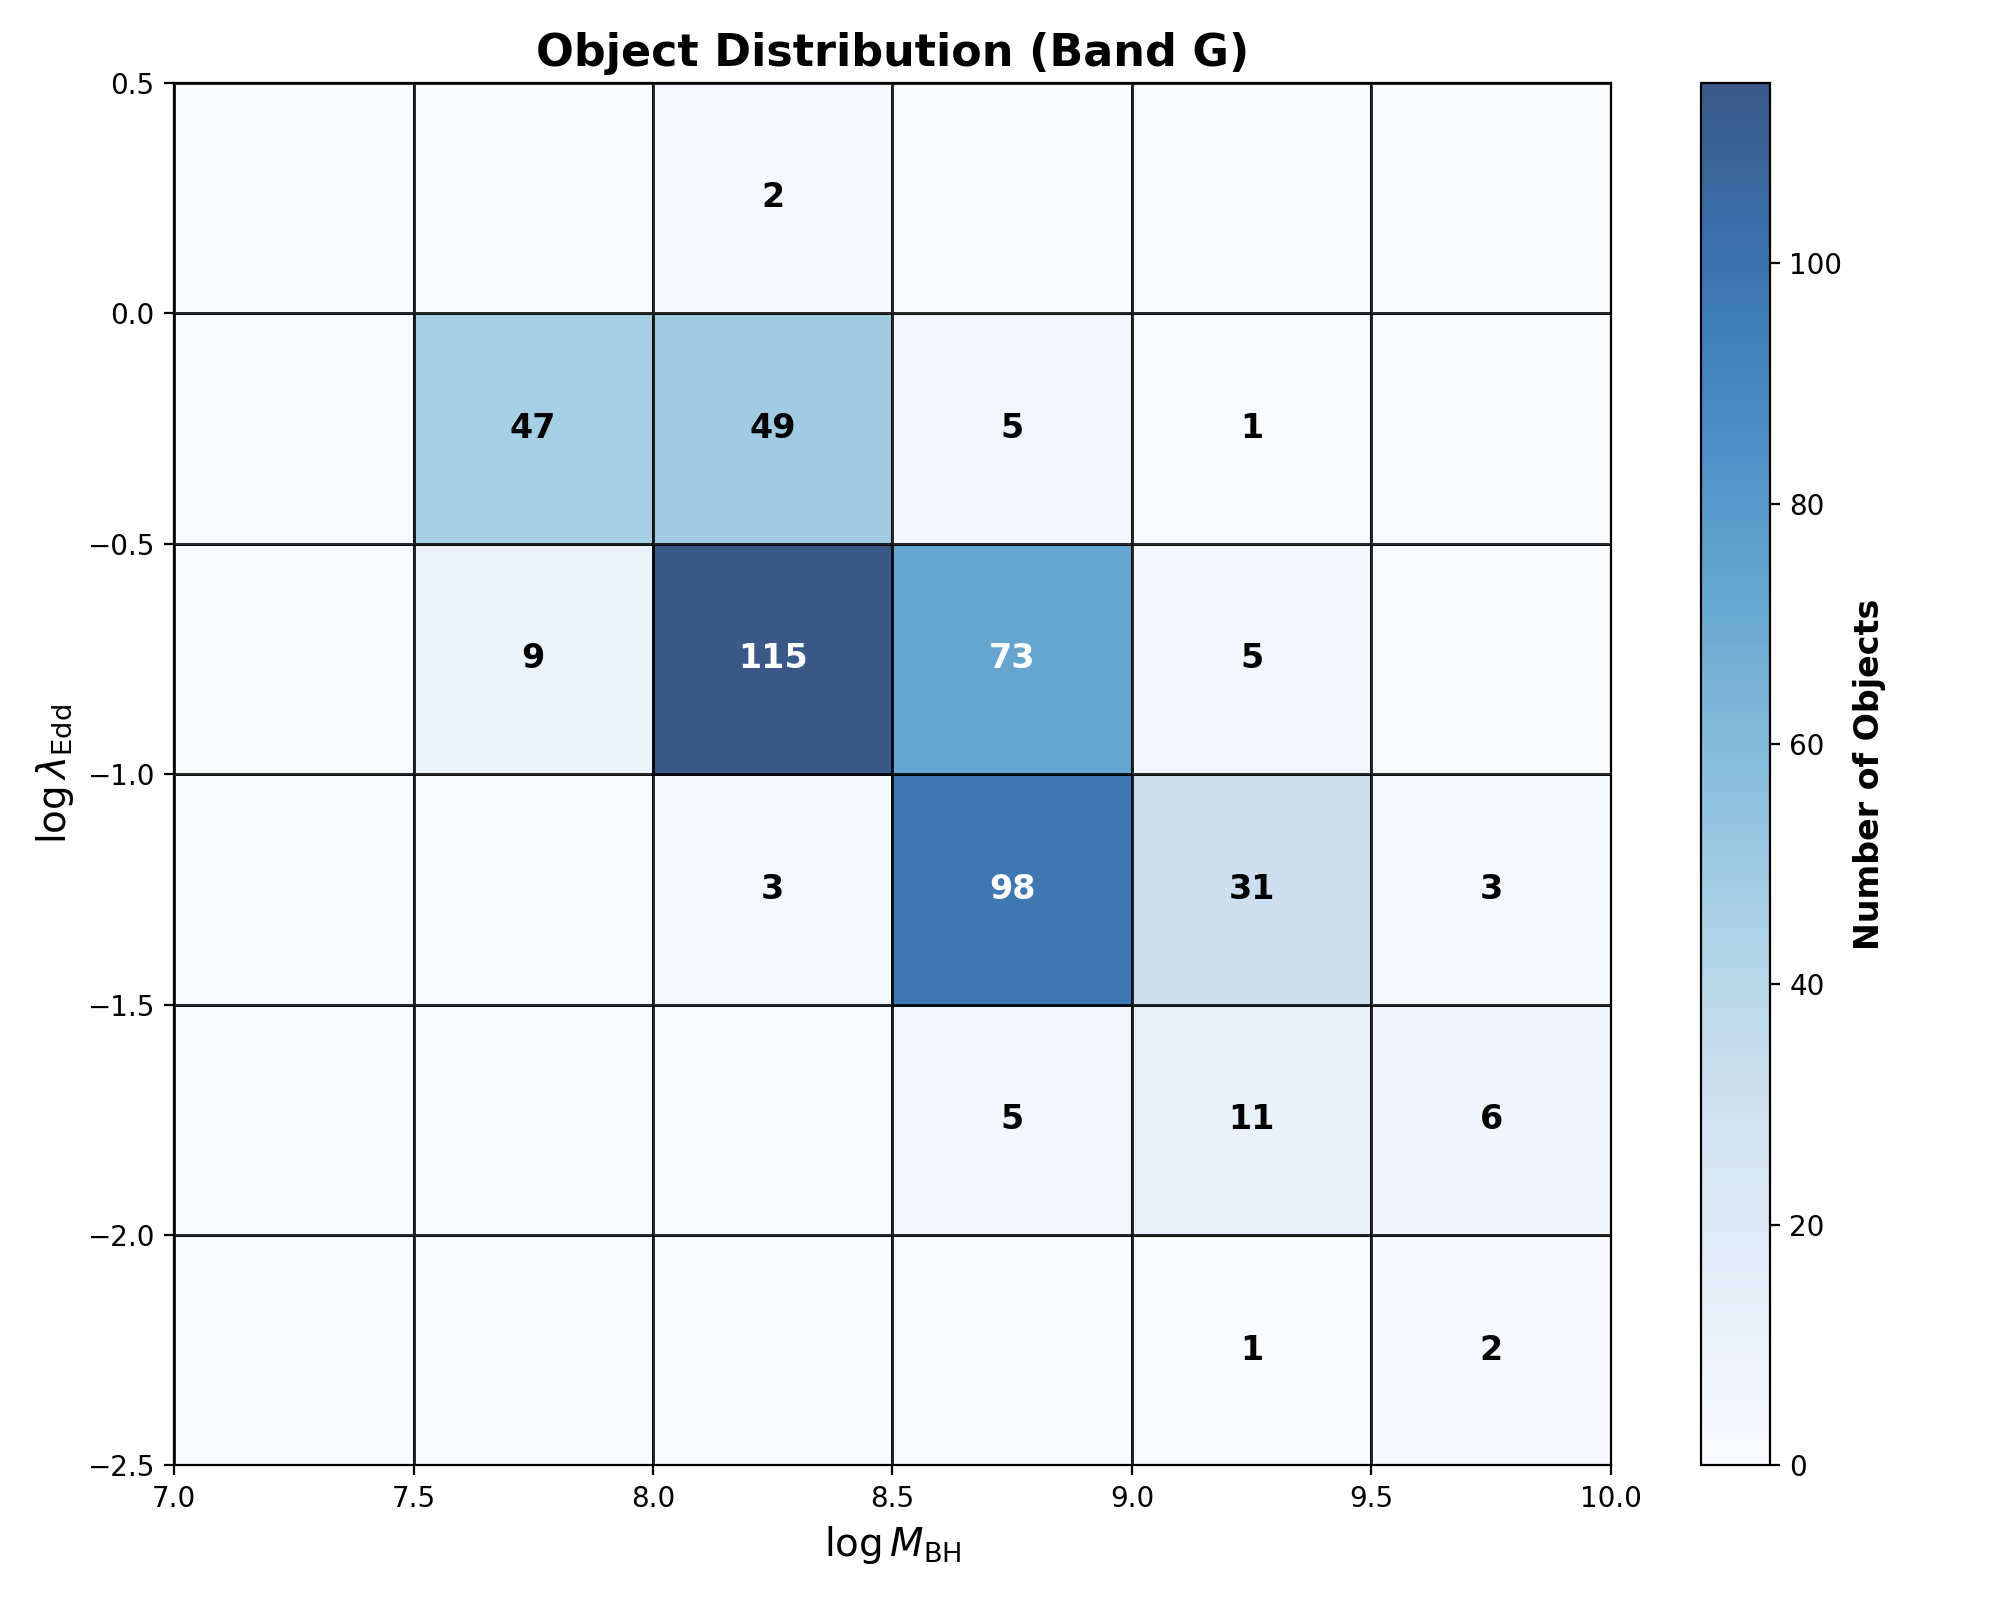 Object Distribution (Band G)
0.5
2
0.0
47 49 5 1
−0.5
9 115 73 5
−1.0
3 98 31 3
−1.5
5 11 6
−2.0
1 2
−2.5
7.0 7.5 8.0 8.5 9.0 9.5 10.0
log M_BH
log λ_Edd
100
80
60
40
20
0
Number of Objects